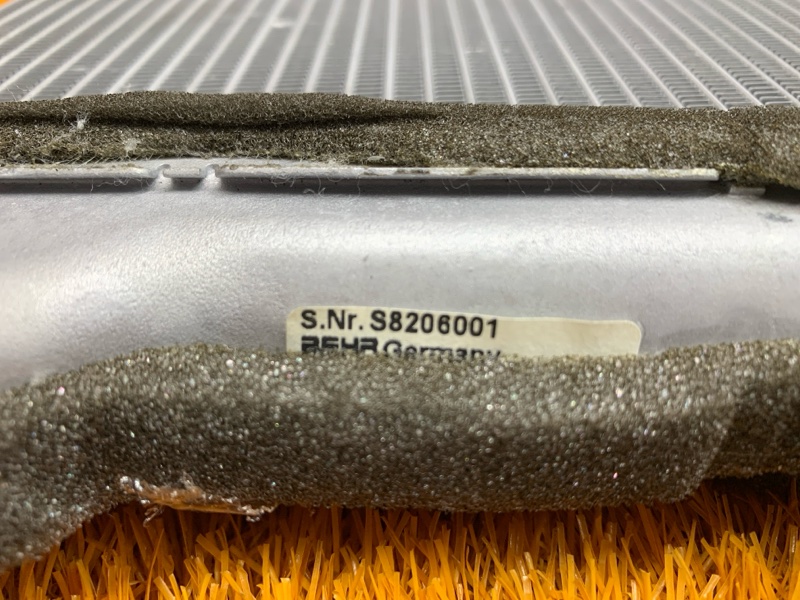 S.Nr. S8206001
BEHR Germany